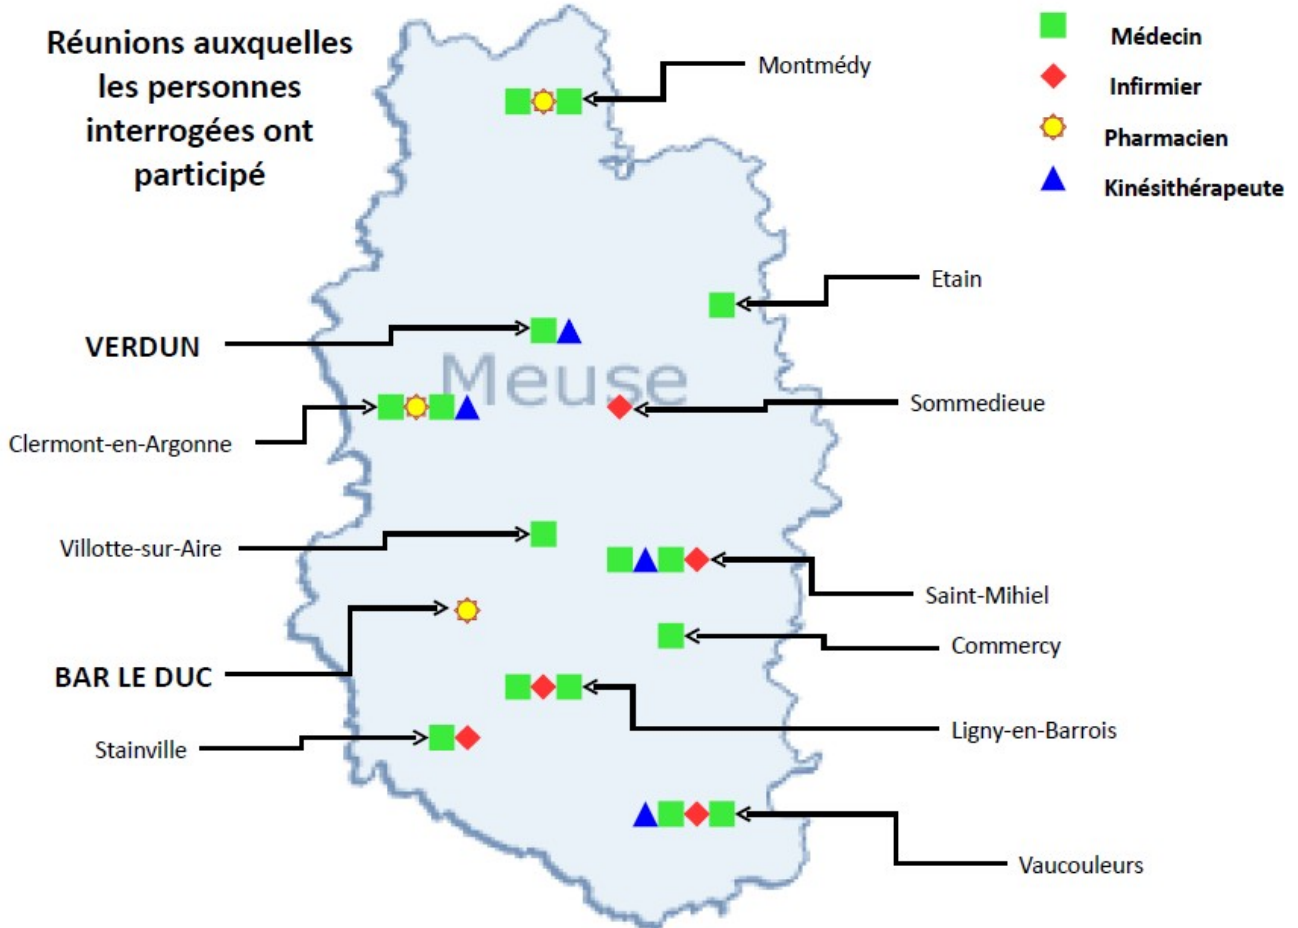 Réunions auxquelles
les personnes
interrogées ont
participé
Médecin
Infirmier
Pharmacien
Kinésithérapeute
Montmédy
Etain
VERDUN
Meuse
Sommedieue
Clermont-en-Argonne
Villotte-sur-Aire
Saint-Mihiel
Commercy
BAR LE DUC
Ligny-en-Barrois
Stainville
Vaucouleurs